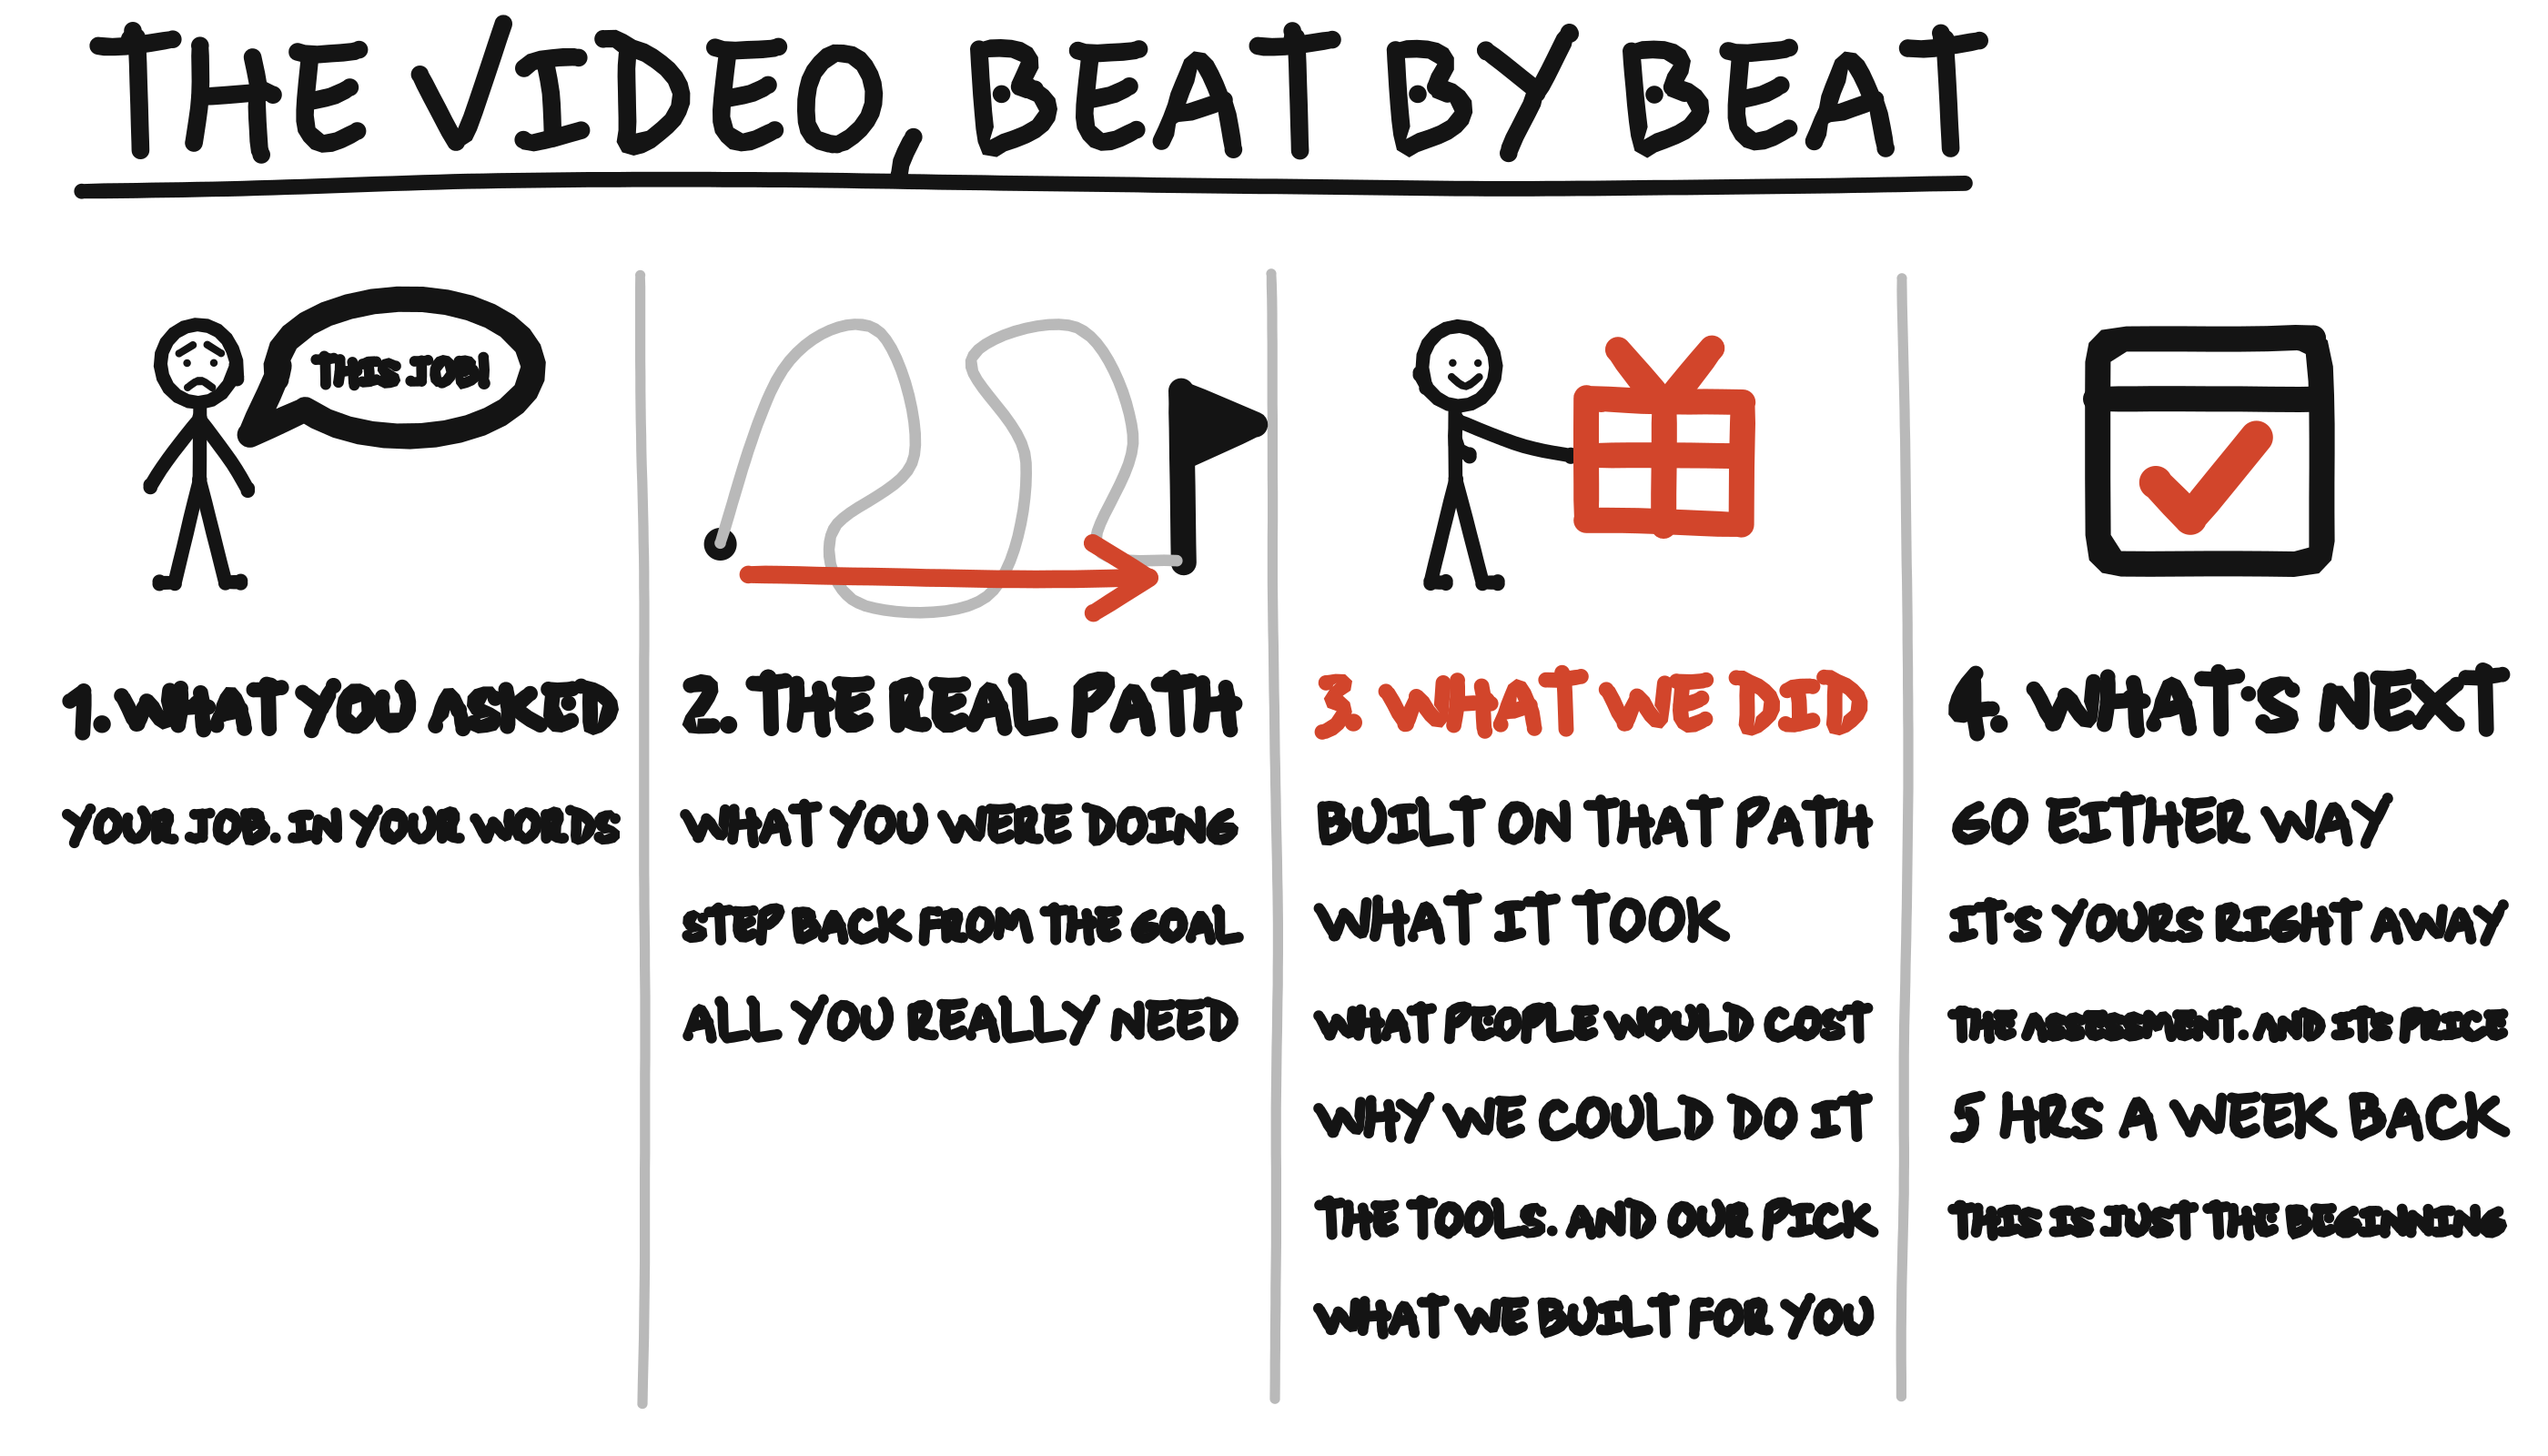 THE VIDEO, BEAT BY BEAT
THIS JOB!
1. WHAT YOU ASKED
YOUR JOB. IN YOUR WORDS
2. THE REAL PATH
WHAT YOU WERE DOING
STEP BACK FROM THE GOAL
ALL YOU REALLY NEED
3. WHAT WE DID
BUILT ON THAT PATH
WHAT IT TOOK
WHAT PEOPLE WOULD COST
WHY WE COULD DO IT
THE TOOLS. AND OUR PICK
WHAT WE BUILT FOR YOU
4. WHAT'S NEXT
GO EITHER WAY
IT'S YOURS RIGHT AWAY
THE ASSESSMENT. AND ITS PRICE
5 HRS A WEEK BACK
THIS IS JUST THE BEGINNING